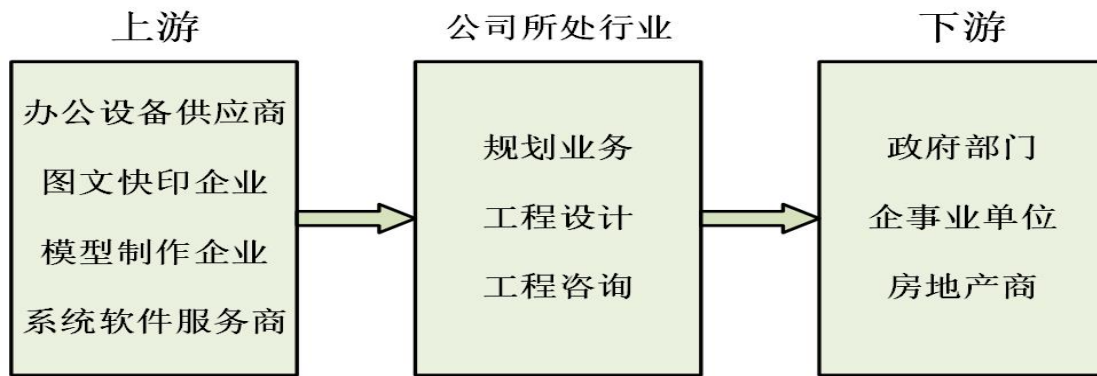 上游
办公设备供应商
图文快印企业
模型制作企业
系统软件服务商
公司所处行业
规划业务
工程设计
工程咨询
下游
政府部门
企事业单位
房地产商